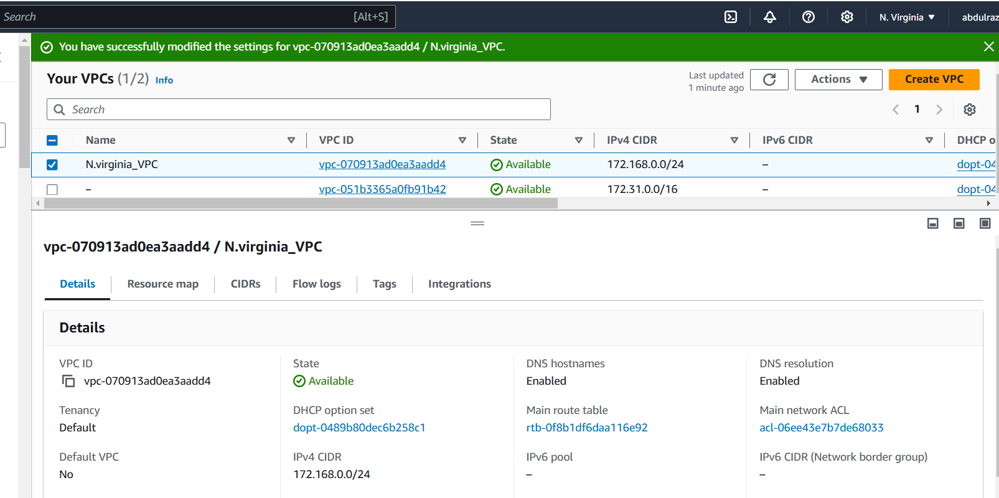 Search [Alt+S] N. Virginia abdulraz
You have successfully modified the settings for vpc-070913ad0ea3aadd4 / N.virginia_VPC.
Your VPCs (1/2) Info
Last updated
1 minute ago
Actions
Create VPC
Search
1
Name VPC ID State IPv4 CIDR IPv6 CIDR DHCP o
N.virginia_VPC vpc-070913ad0ea3aadd4 Available 172.168.0.0/24 – dopt-04
– vpc-051b3365a0fb91b42 Available 172.31.0.0/16 – dopt-04
vpc-070913ad0ea3aadd4 / N.virginia_VPC
Details Resource map CIDRs Flow logs Tags Integrations
Details
VPC ID State DNS hostnames DNS resolution
vpc-070913ad0ea3aadd4 Available Enabled Enabled
Tenancy DHCP option set Main route table Main network ACL
Default dopt-0489b80dec6b258c1 rtb-0f8b1df6daa116e92 acl-06ee43e7b7de68033
Default VPC IPv4 CIDR IPv6 pool IPv6 CIDR (Network border group)
No 172.168.0.0/24 – –